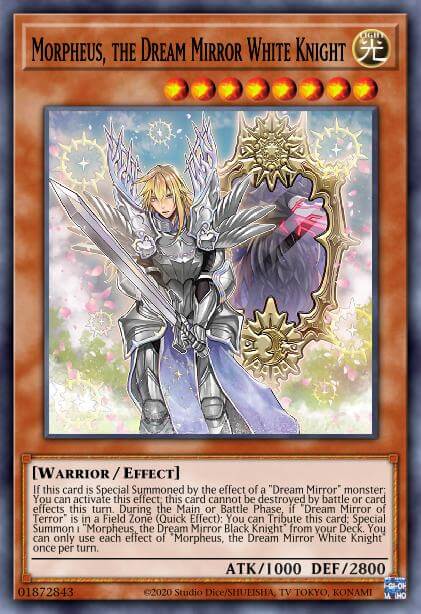 MORPHEUS, THE DREAM MIRROR WHITE KNIGHT
LIGHT
光
[WARRIOR / EFFECT]
If this card is Special Summoned by the effect of a "Dream Mirror" monster:
You can activate this effect; this card cannot be destroyed by battle or card
effects this turn. During the Main or Battle Phase, if "Dream Mirror of
Terror" is in a Field Zone (Quick Effect): You can Tribute this card; Special
Summon 1 "Morpheus, the Dream Mirror Black Knight" from your Deck. You
can only use each effect of "Morpheus, the Dream Mirror White Knight"
once per turn.
ATK/1000 DEF/2800
01872843
©2020 Studio Dice/SHUEISHA, TV TOKYO, KONAMI